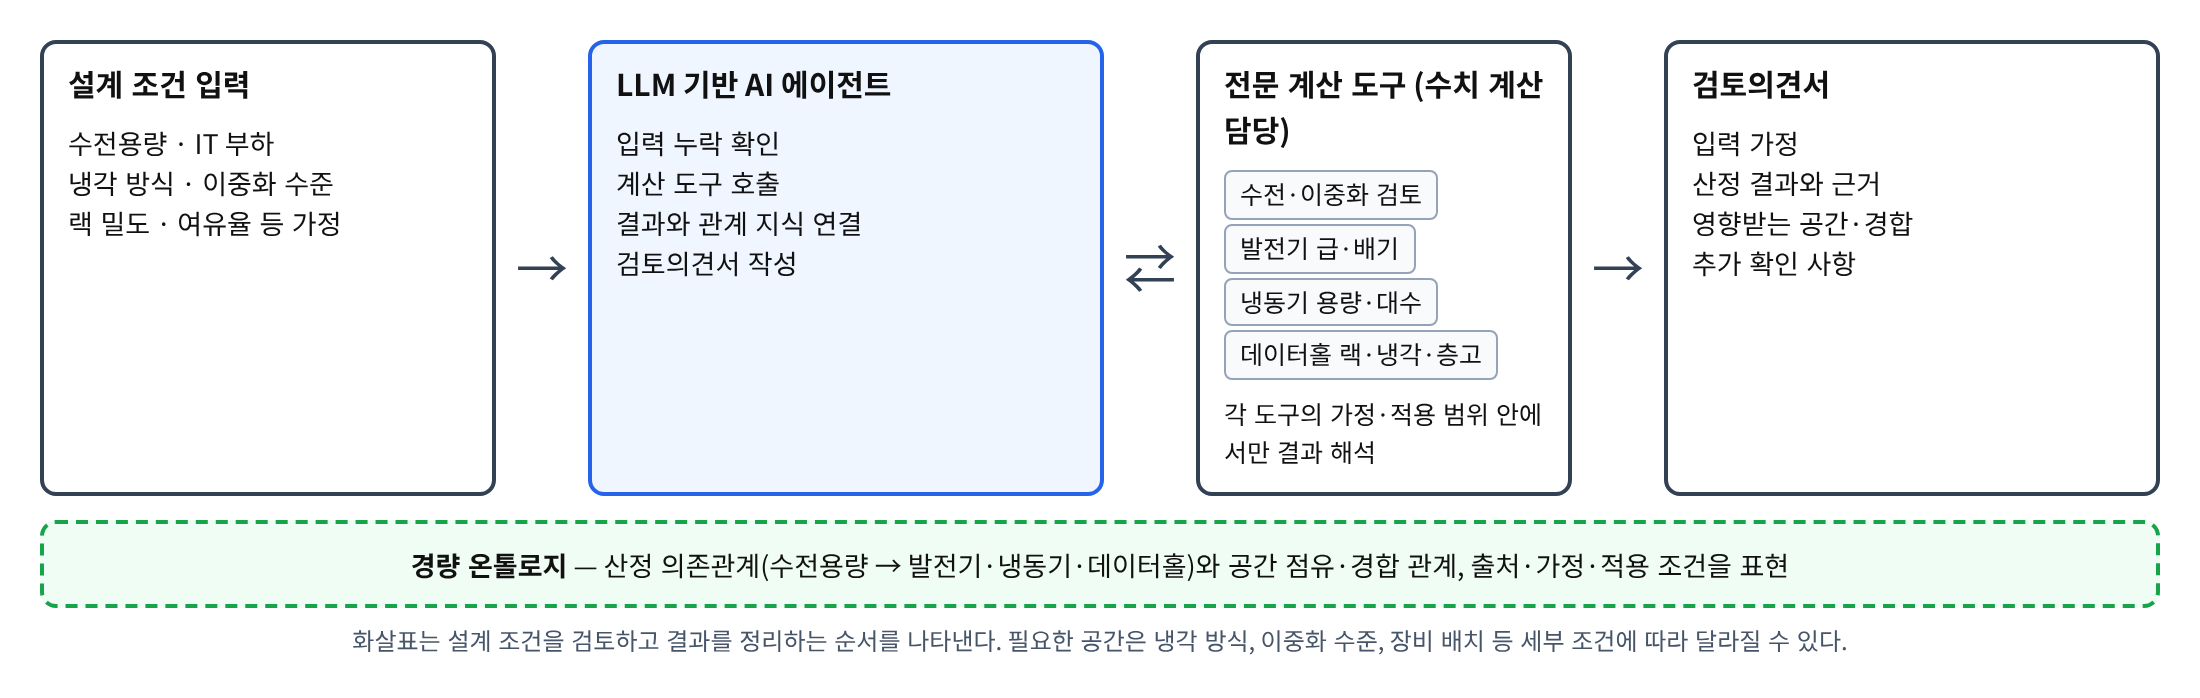 설계 조건 입력
수전용량 · IT 부하
냉각 방식 · 이중화 수준
랙 밀도 · 여유율 등 가정
→
LLM 기반 AI 에이전트
입력 누락 확인
계산 도구 호출
결과와 관계 지식 연결
검토의견서 작성
⇄
전문 계산 도구 (수치 계산
담당)
수전·이중화 검토
발전기 급·배기
냉동기 용량·대수
데이터홀 랙·냉각·층고
각 도구의 가정·적용 범위 안에
서만 결과 해석
→
검토의견서
입력 가정
산정 결과와 근거
영향받는 공간·경합
추가 확인 사항
경량 온톨로지 — 산정 의존관계(수전용량 → 발전기·냉동기·데이터홀)와 공간 점유·경합 관계, 출처·가정·적용 조건을 표현
화살표는 설계 조건을 검토하고 결과를 정리하는 순서를 나타낸다. 필요한 공간은 냉각 방식, 이중화 수준, 장비 배치 등 세부 조건에 따라 달라질 수 있다.